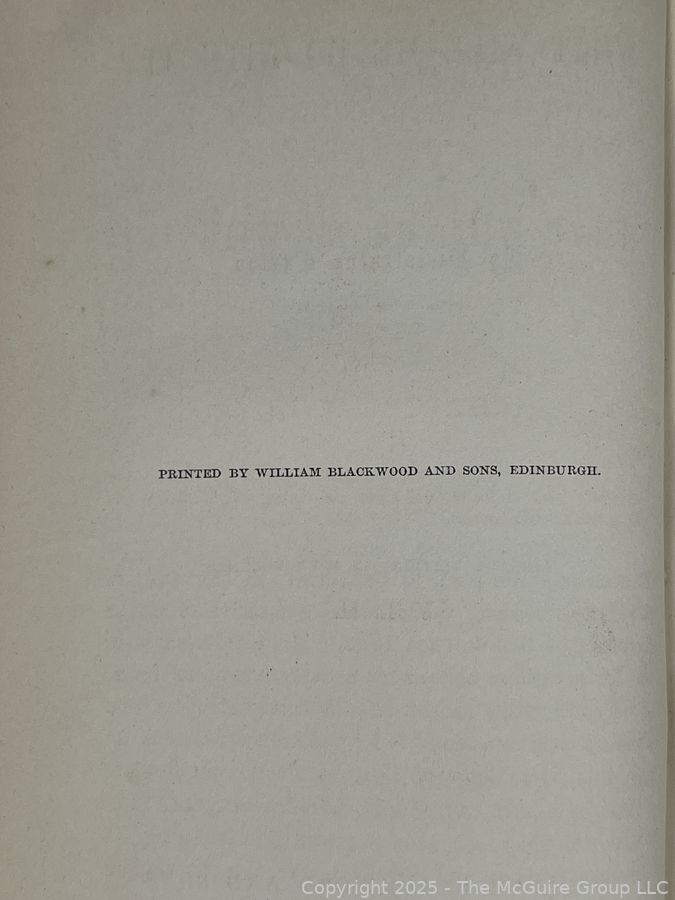 PRINTED BY WILLIAM BLACKWOOD AND SONS, EDINBURGH.
Copyright 2025 - The McGuire Group LLC